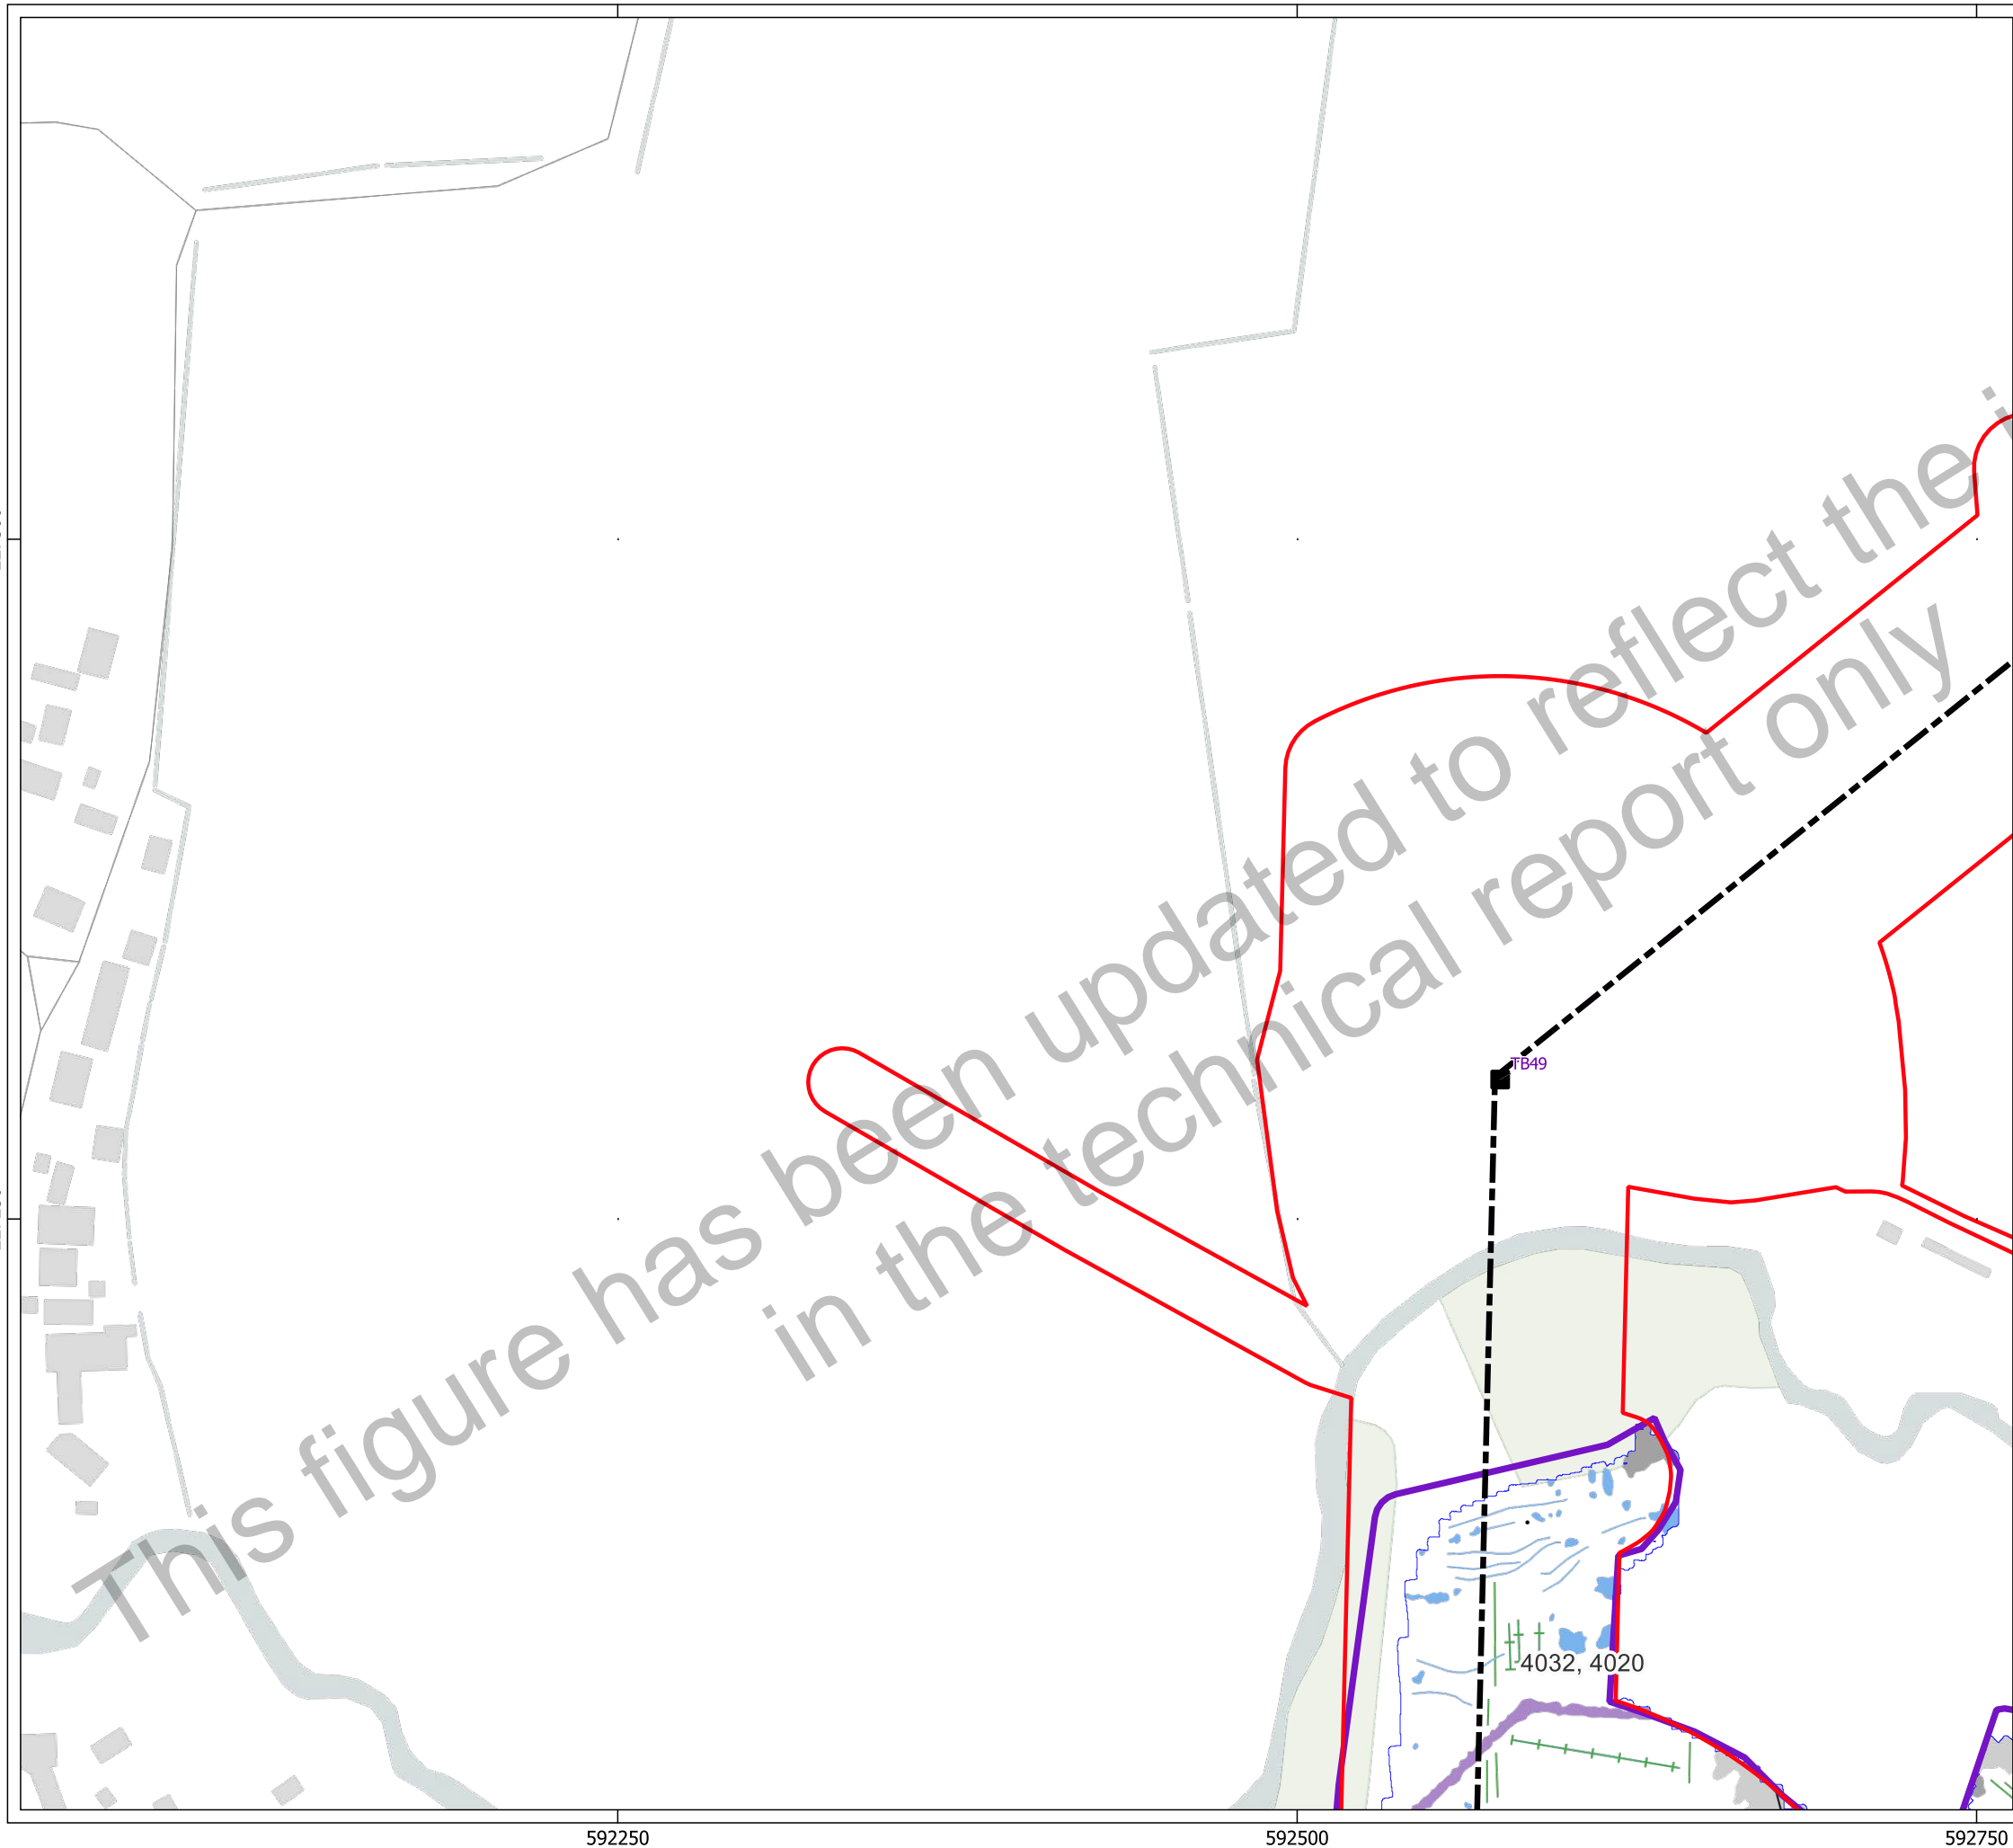 This figure has been updated to reflect the i
in the technical report only
TB49
4032, 4020
592250
592500
592750